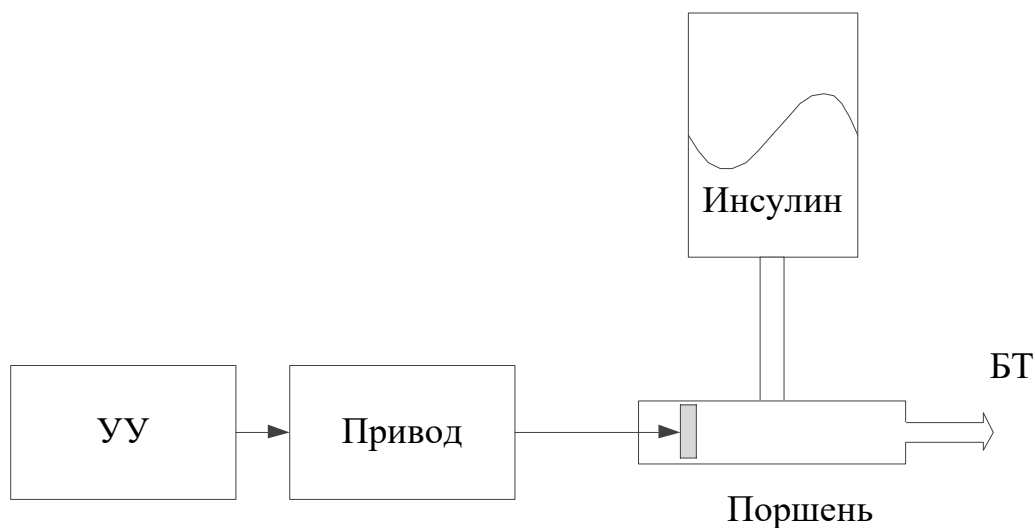 Инсулин
БТ
УУ
Привод
Поршень